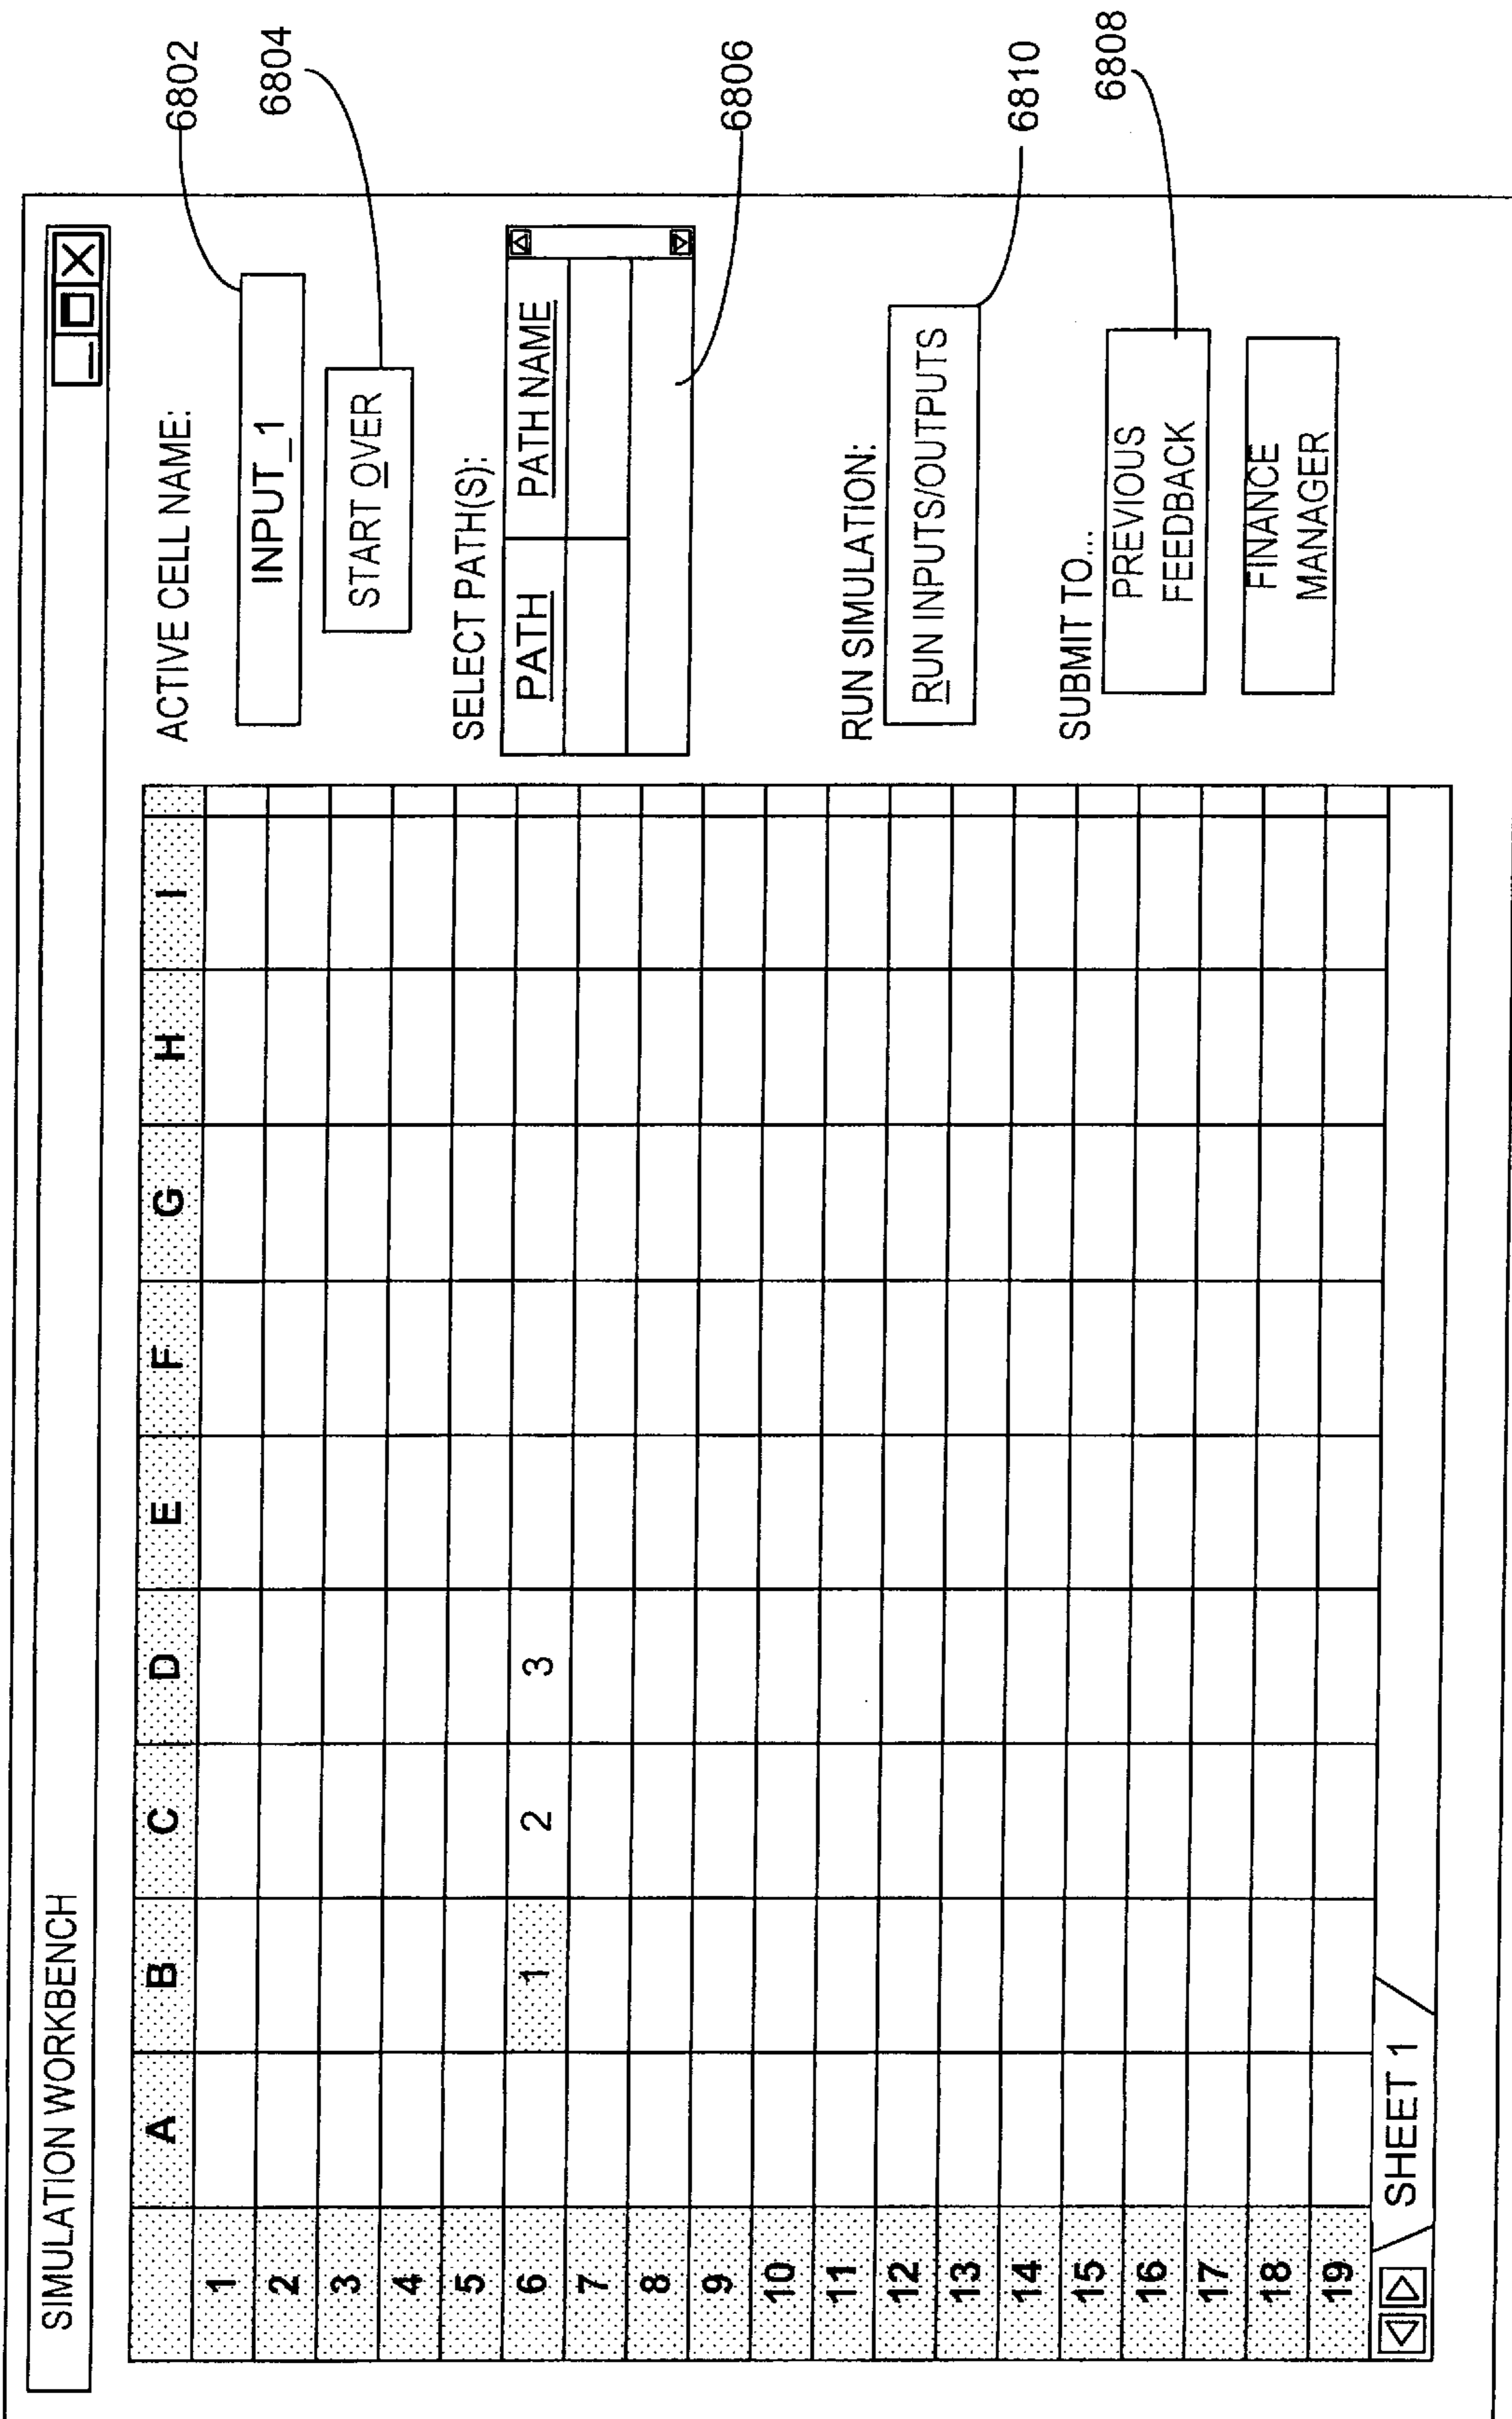 SIMULATION WORKBENCH
ACTIVE CELL NAME:
INPUT_1
6802
START OVER
6804
SELECT PATH(S):
PATH PATH NAME
6806
RUN SIMULATION:
RUN INPUTS/OUTPUTS
6810
SUBMIT TO...
PREVIOUS
FEEDBACK
6808
FINANCE
MANAGER
A B C D E F G H I
1
2
3
4
5
6 1 2 3
7
8
9
10
11
12
13
14
15
16
17
18
19
SHEET 1